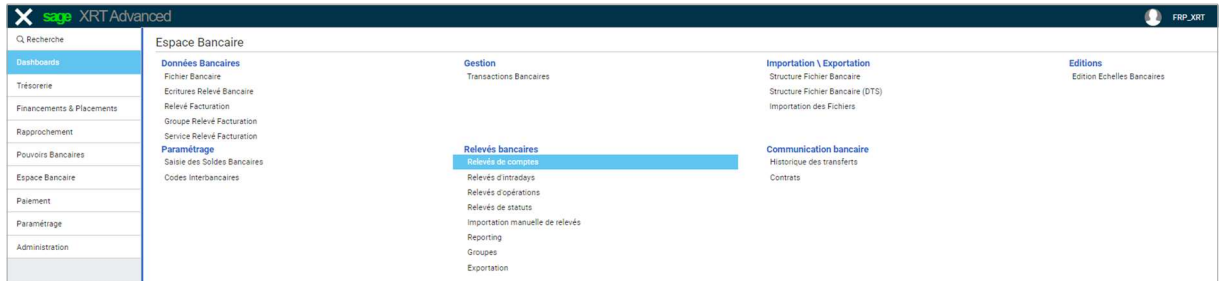 sage XRT Advanced
FRP_XRT
Recherche
Dashboards
Trésorerie
Financements & Placements
Rapprochement
Pouvoirs Bancaires
Espace Bancaire
Paiement
Paramétrage
Administration
Espace Bancaire
Données Bancaires
Fichier Bancaire
Ecritures Relevé Bancaire
Relevé Facturation
Groupe Relevé Facturation
Service Relevé Facturation
Gestion
Transactions Bancaires
Importation \ Exportation
Structure Fichier Bancaire
Structure Fichier Bancaire (DTS)
Importation des Fichiers
Editions
Edition Echelles Bancaires
Paramétrage
Saisie des Soldes Bancaires
Codes Interbancaires
Relevés bancaires
Relevés de comptes
Relevés d'intradays
Relevés d'opérations
Relevés de statuts
Importation manuelle de relevés
Reporting
Groupes
Exportation
Communication bancaire
Historique des transferts
Contrats